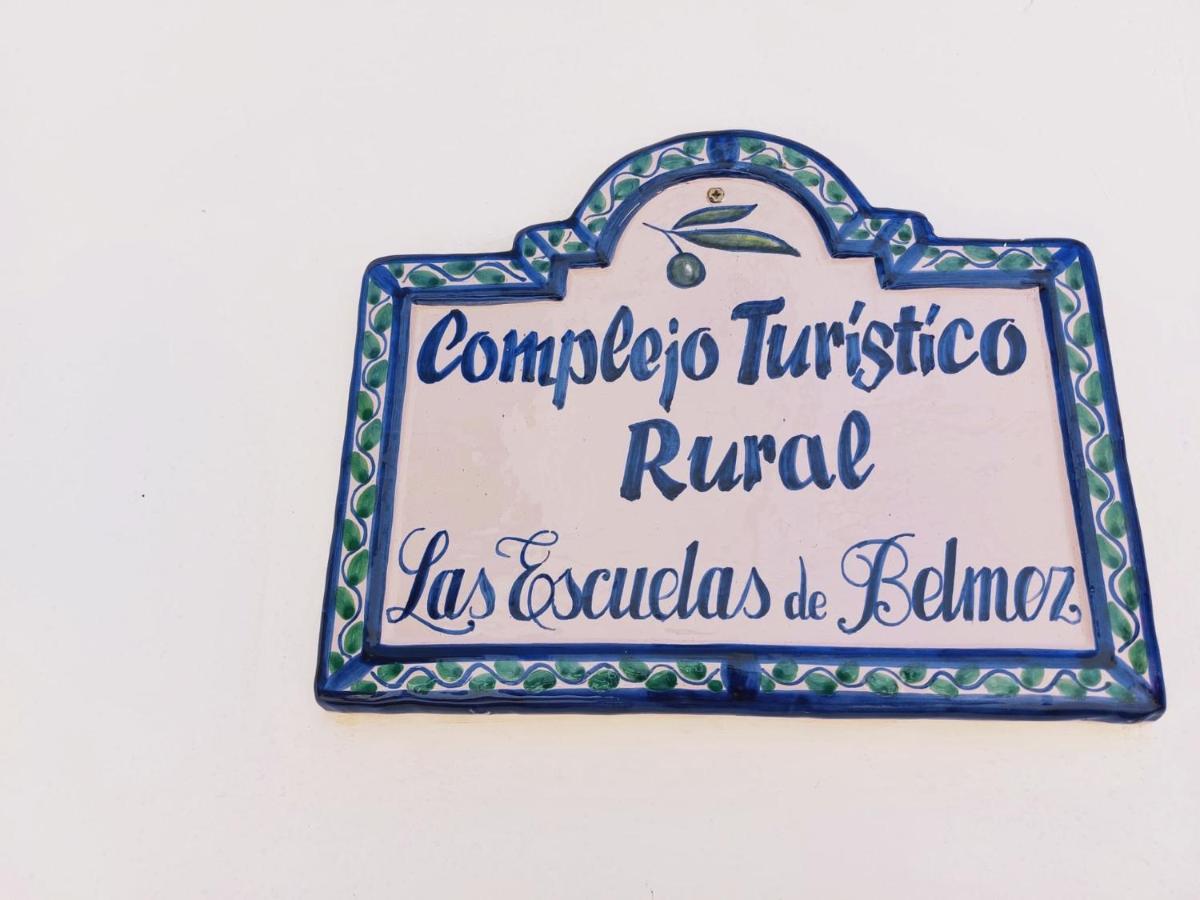 Complejo Turístico
Rural
Las Escuelas de Belmez